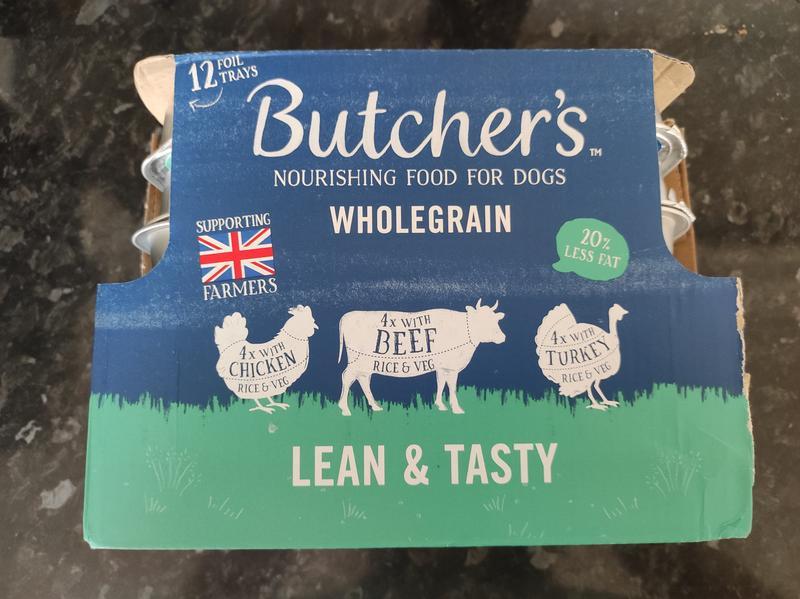 12 FOIL
TRAYS
Butcher's™
NOURISHING FOOD FOR DOGS
WHOLEGRAIN
SUPPORTING
FARMERS
20%
LESS FAT
4x WITH
CHICKEN
RICE & VEG
4x WITH
BEEF
RICE & VEG
4x WITH
TURKEY
RICE & VEG
LEAN & TASTY